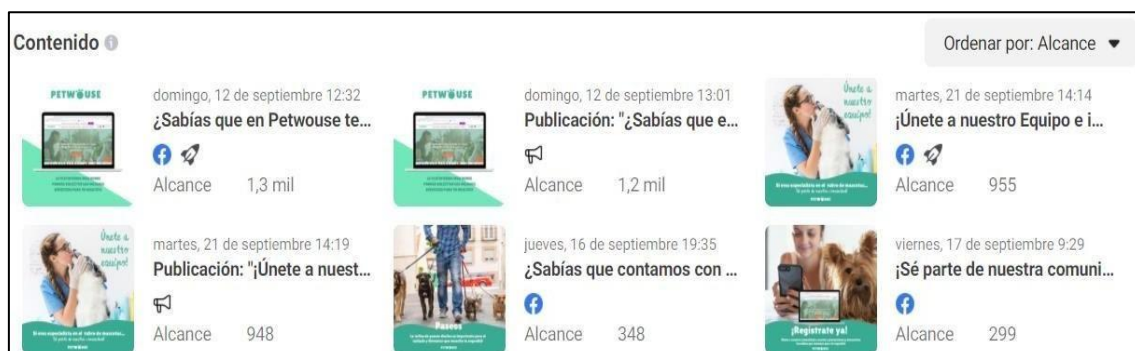 Contenido
Ordenar por: Alcance
PETWOUSE
domingo, 12 de septiembre 12:32
¿Sabías que en Petwouse te...
Alcance 1,3 mil
PETWOUSE
domingo, 12 de septiembre 13:01
Publicación: "¿Sabías que e...
Alcance 1,2 mil
Únete a
nuestro
equipo!
martes, 21 de septiembre 14:14
¡Únete a nuestro Equipo e i...
Alcance 955
Únete a
nuestro
equipo!
martes, 21 de septiembre 14:19
Publicación: "¡Únete a nuest...
Alcance 948
Paseos
jueves, 16 de septiembre 19:35
¿Sabías que contamos con ...
Alcance 348
¡Regístrate ya!
viernes, 17 de septiembre 9:29
¡Sé parte de nuestra comuni...
Alcance 299